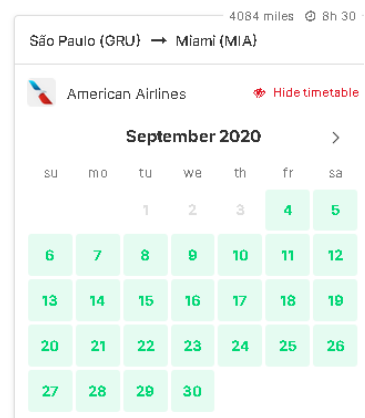 4084 miles 8h 30
São Paulo (GRU) → Miami (MIA)
American Airlines Hide timetable
September 2020
su mo tu we th fr sa
1 2 3 4 5
6 7 8 9 10 11 12
13 14 15 16 17 18 19
20 21 22 23 24 25 26
27 28 29 30